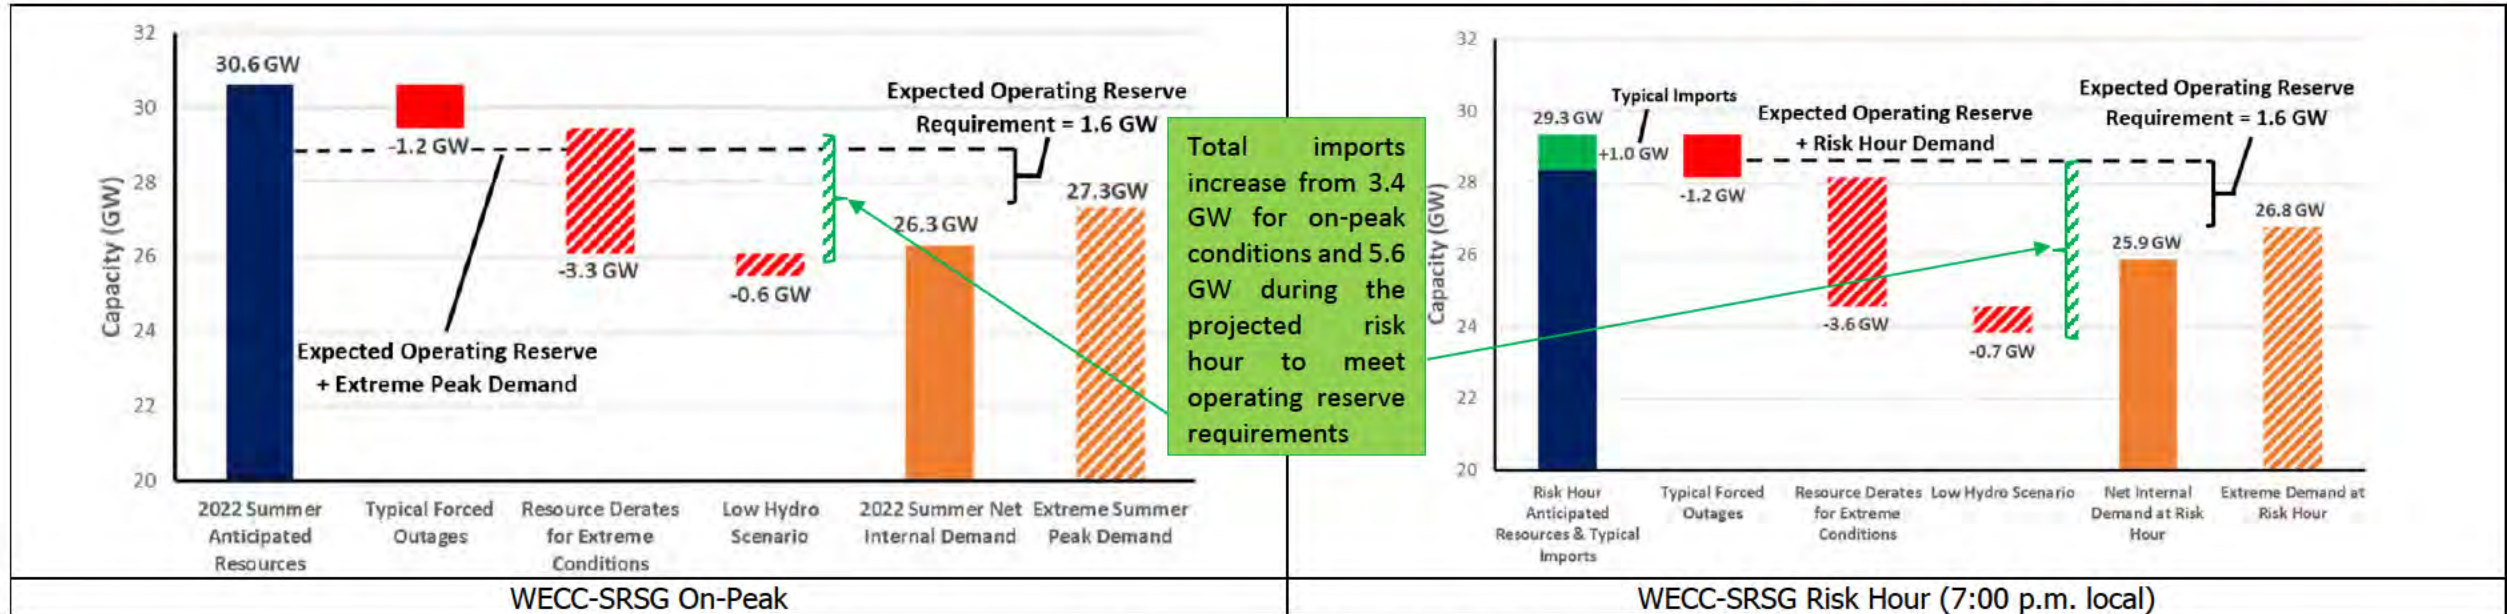 32
30
28
26
24
22
20
Capacity (GW)
30.6 GW
-1.2 GW
-3.3 GW
-0.6 GW
26.3 GW
27.3GW
Expected Operating Reserve
Requirement = 1.6 GW
Expected Operating Reserve
+ Extreme Peak Demand
2022 Summer
Anticipated
Resources
Typical Forced
Outages
Resource Derates
for Extreme
Conditions
Low Hydro
Scenario
2022 Summer Net
Internal Demand
Extreme Summer
Peak Demand
WECC-SRSG On-Peak
Total imports
increase from 3.4
GW for on-peak
conditions and 5.6
GW during the
projected risk
hour to meet
operating reserve
requirements
32
30
28
26
24
22
20
Capacity (GW)
29.3 GW
Typical Imports
+1.0 GW
-1.2 GW
Expected Operating Reserve
+ Risk Hour Demand
-3.6 GW
-0.7 GW
Expected Operating Reserve
Requirement = 1.6 GW
25.9 GW
26.8 GW
Risk Hour
Anticipated
Resources & Typical
Imports
Typical Forced
Outages
Resource Derates
for Extreme
Conditions
Low Hydro Scenario
Net Internal
Demand at Risk
Hour
Extreme Demand at
Risk Hour
WECC-SRSG Risk Hour (7:00 p.m. local)